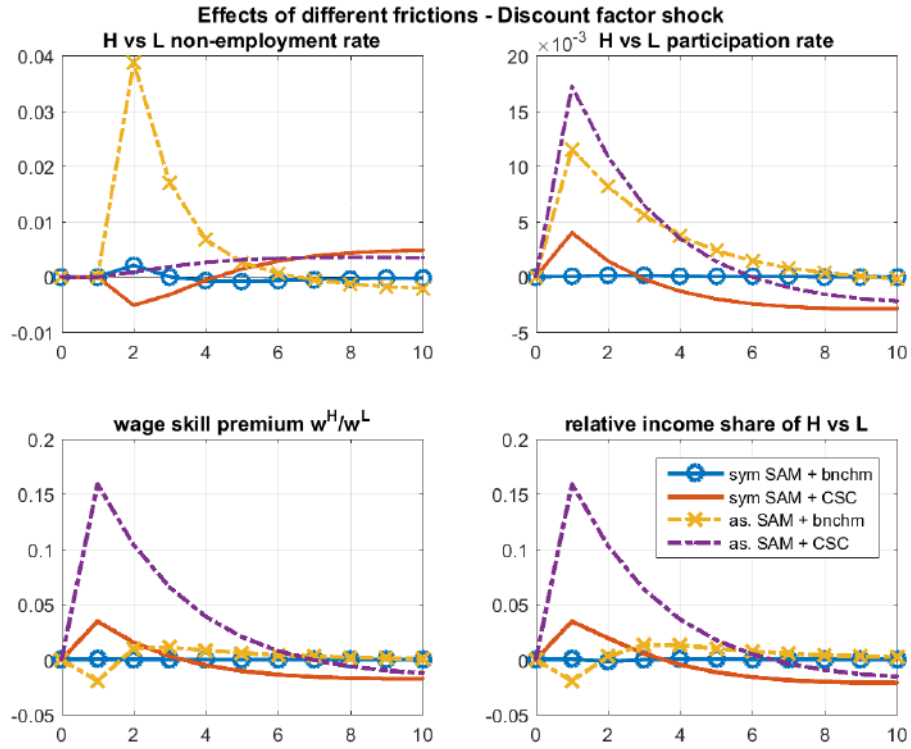 Effects of different frictions - Discount factor shock
H vs L non-employment rate
0.04
0.03
0.02
0.01
0
-0.01
0 2 4 6 8 10
×10⁻³ H vs L participation rate
20
15
10
5
0
-5
0 2 4 6 8 10
wage skill premium wᴴ/wᴸ
0.2
0.15
0.1
0.05
0
-0.05
0 2 4 6 8 10
relative income share of H vs L
0.2
0.15
0.1
0.05
0
-0.05
0 2 4 6 8 10
sym SAM + bnchm
sym SAM + CSC
as. SAM + bnchm
as. SAM + CSC